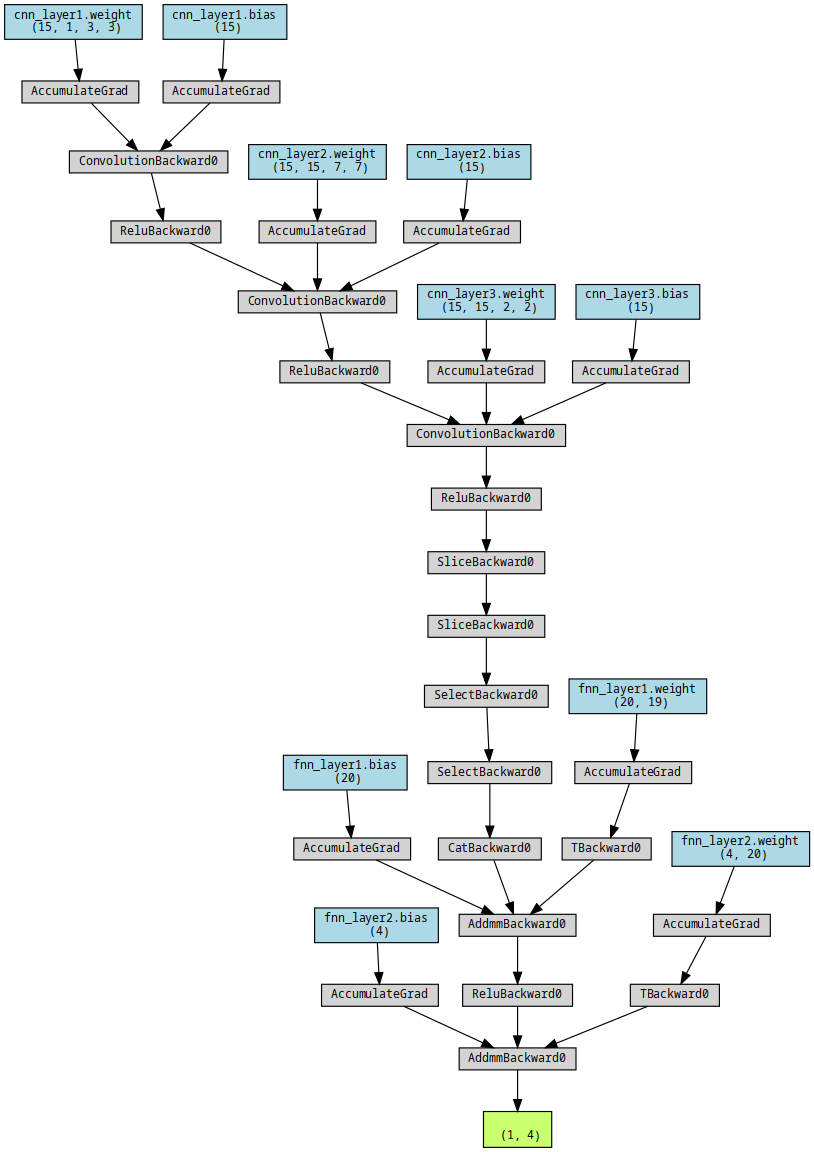 cnn_layer1.weight
(15, 1, 3, 3)
cnn_layer1.bias
(15)
AccumulateGrad
AccumulateGrad
ConvolutionBackward0
cnn_layer2.weight
(15, 15, 7, 7)
cnn_layer2.bias
(15)
ReluBackward0
AccumulateGrad
AccumulateGrad
ConvolutionBackward0
cnn_layer3.weight
(15, 15, 2, 2)
cnn_layer3.bias
(15)
ReluBackward0
AccumulateGrad
AccumulateGrad
ConvolutionBackward0
ReluBackward0
SliceBackward0
SliceBackward0
SelectBackward0
fnn_layer1.weight
(20, 19)
fnn_layer1.bias
(20)
SelectBackward0
AccumulateGrad
AccumulateGrad
CatBackward0
TBackward0
fnn_layer2.weight
(4, 20)
fnn_layer2.bias
(4)
AddmmBackward0
AccumulateGrad
AccumulateGrad
ReluBackward0
TBackward0
AddmmBackward0
(1, 4)